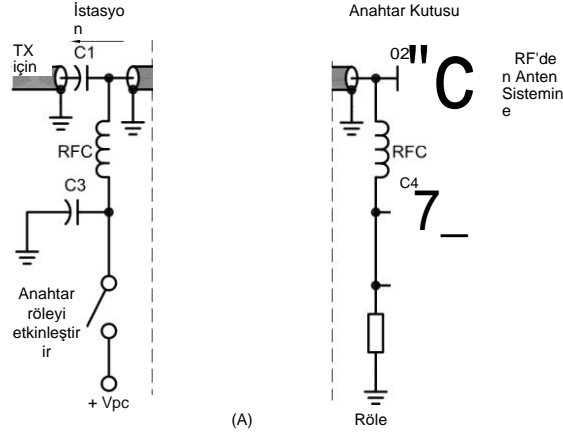 İstasyo
n
Anahtar Kutusu
TX
için
C1
02
"C
RF'de
n Anten
Sistemin
e
RFC
RFC
C3
C4
7_
Anahtar
röleyi
etkinleştir
ir
+ Vpc
(A)
Röle